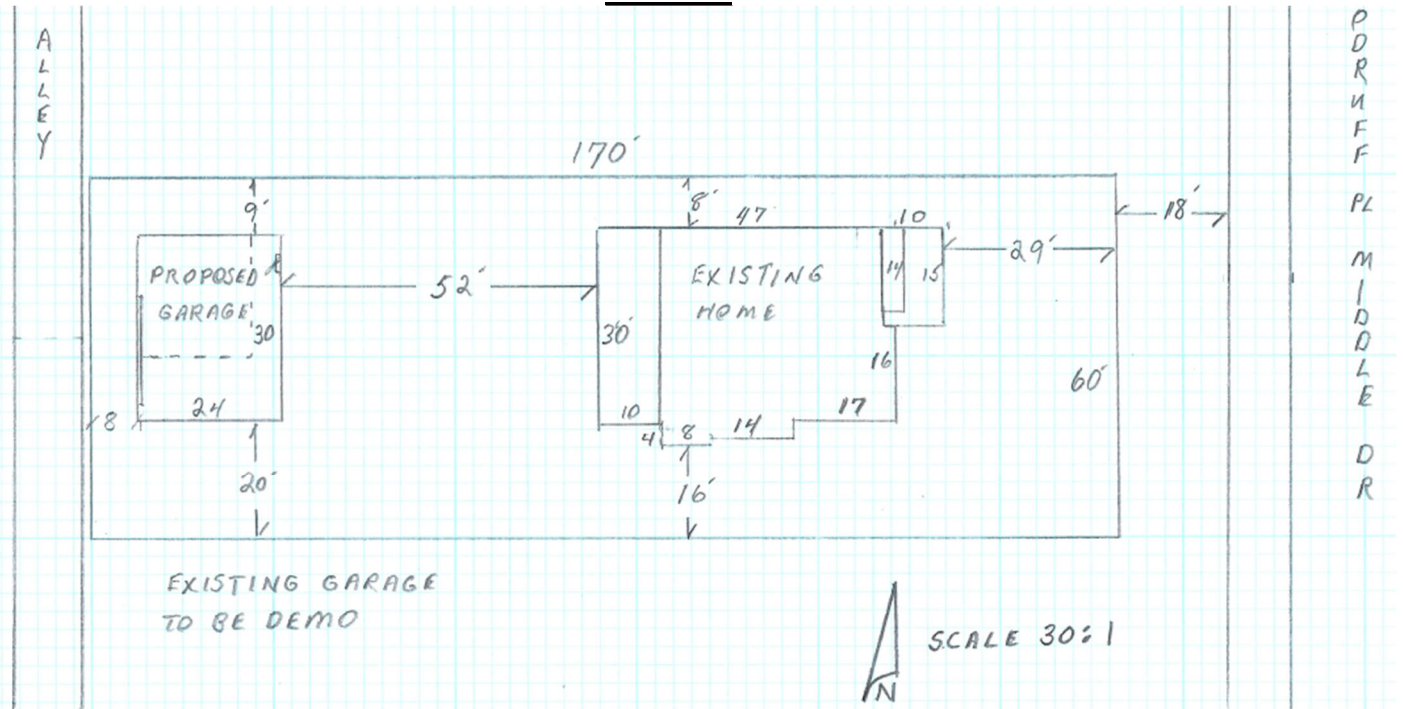 ALLEY
170'
9'
8'
47
10
18'
PROPOSED
GARAGE
30
52'
EXISTING
HOME
14
15
29'
30'
16
60'
8
24
10
4
8
14
17
20'
16'
EXISTING GARAGE
TO BE DEMO
N
SCALE 30:1
PL MIDDLE DR